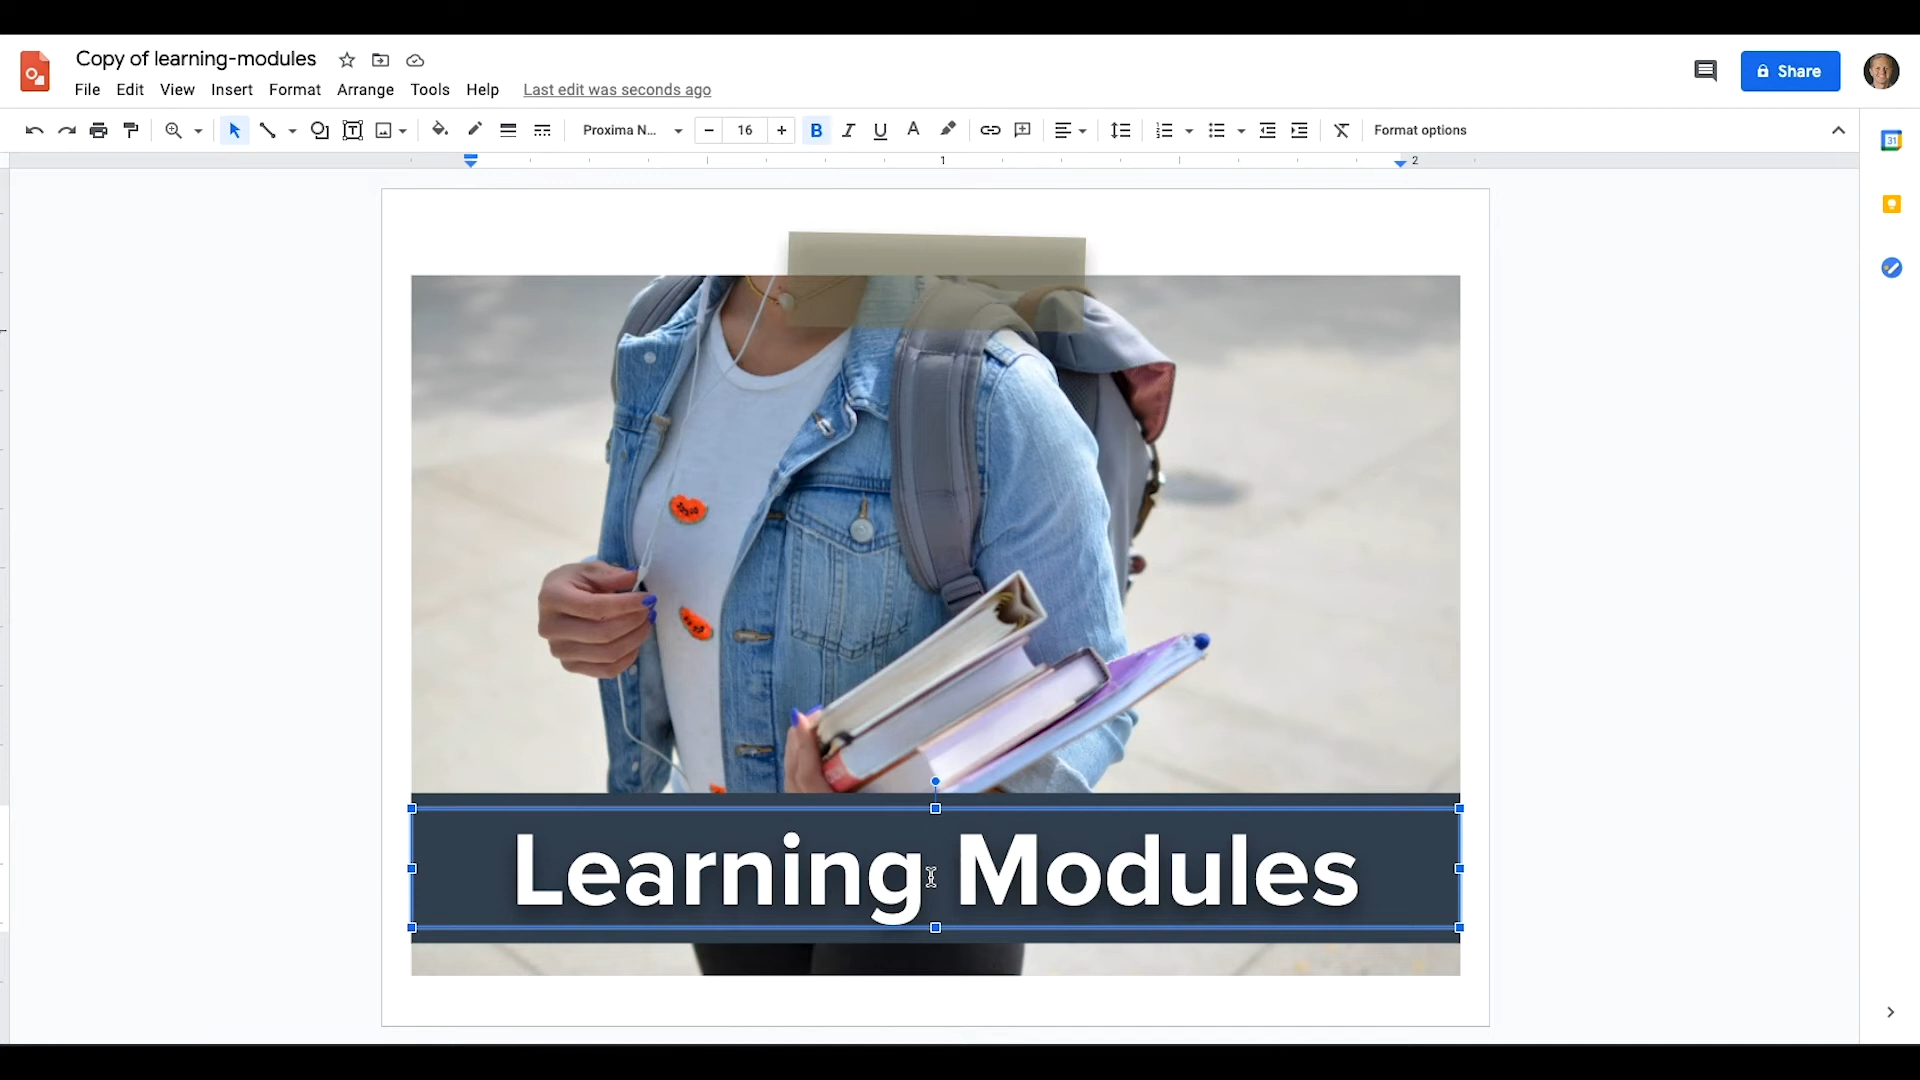 Copy of learning-modules
File Edit View Insert Format Arrange Tools Help Last edit was seconds ago
Share
Proxima N... 16 B I U A Format options
31
1 2
Learning Modules